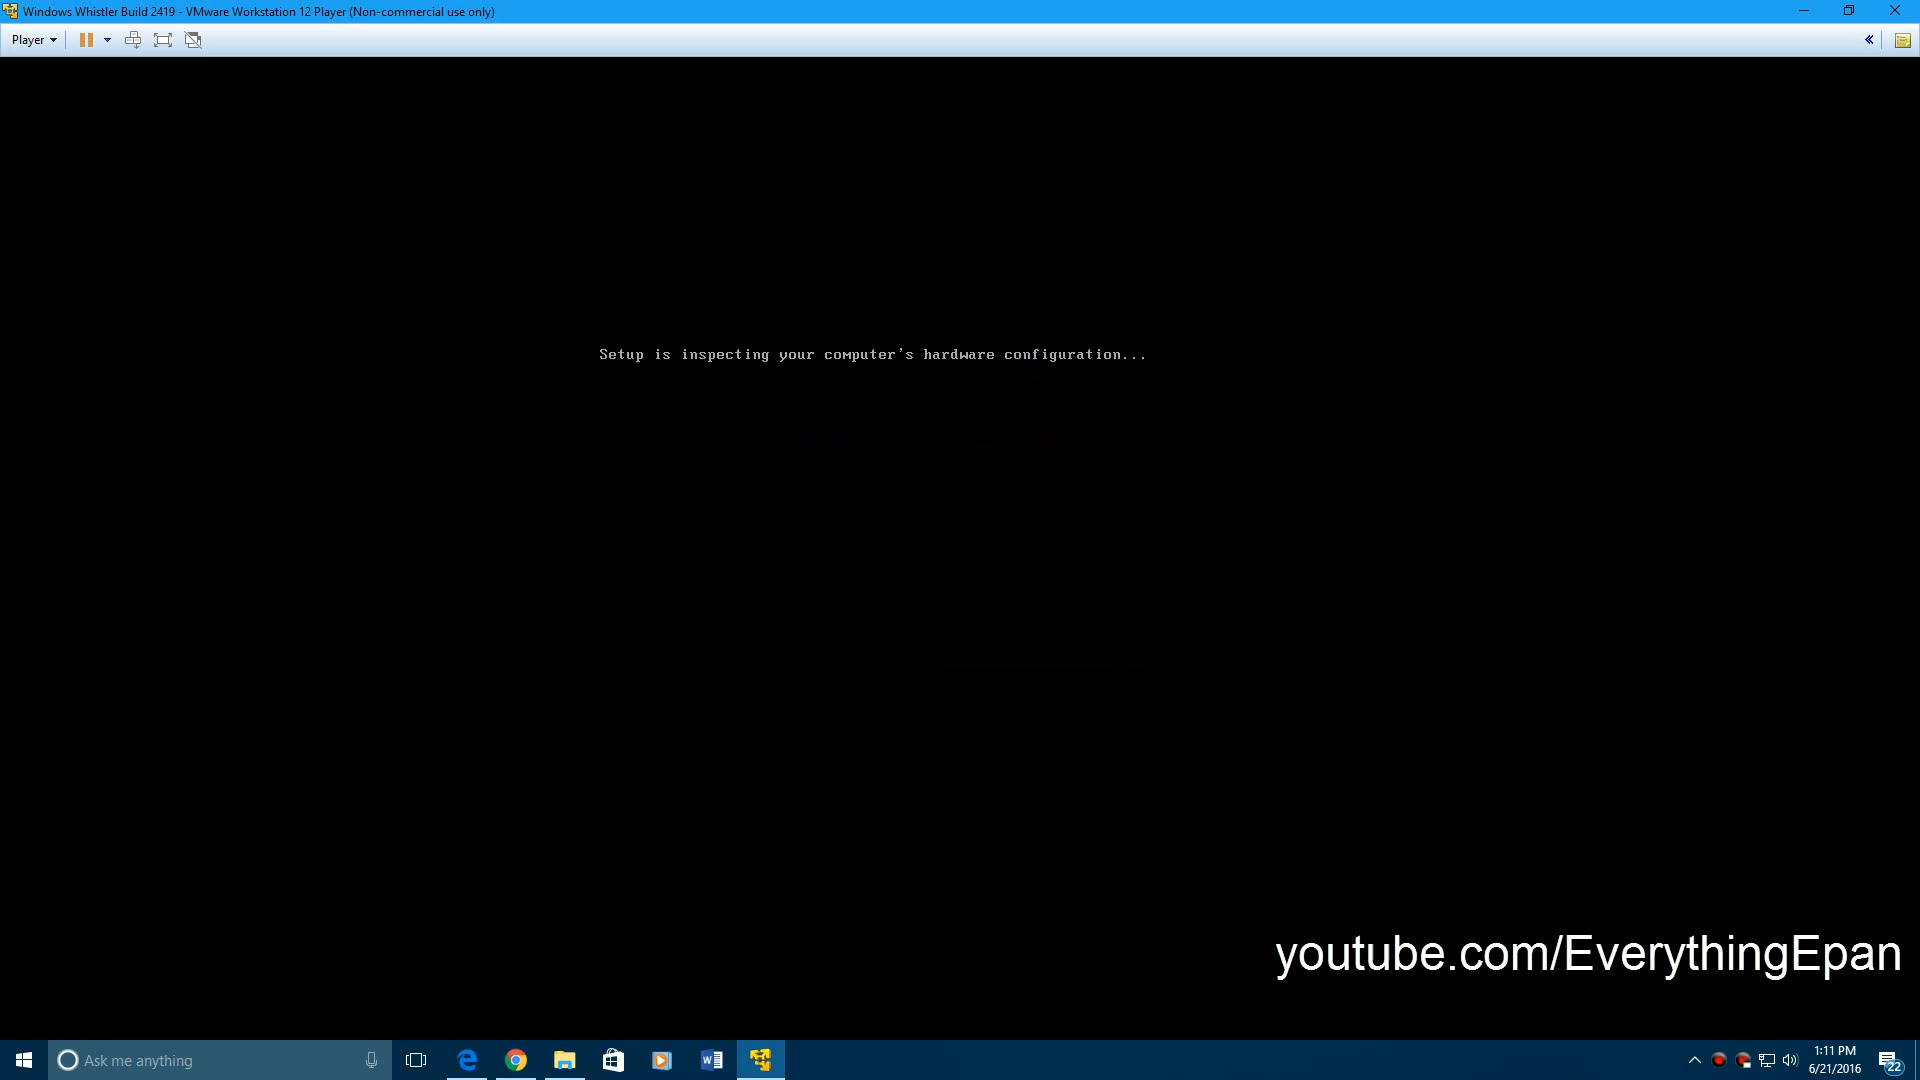 Windows Whistler Build 2419 - VMware Workstation 12 Player (Non-commercial use only)
Player
Setup is inspecting your computer's hardware configuration...
youtube.com/EverythingEpan
Ask me anything
1:11 PM
6/21/2016
22